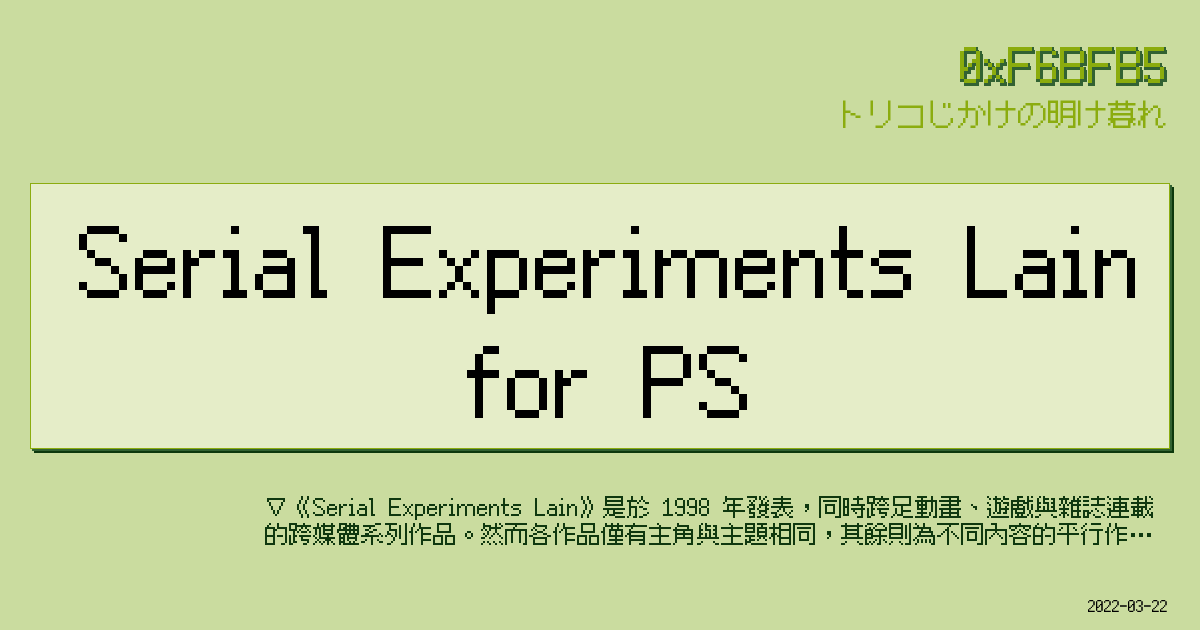 0xF6BFB5
トリコじかけの明け暮れ
Serial Experiments Lain
for PS
▽《Serial Experiments Lain》是於 1998 年發表，同時跨足動畫、遊戲與雜誌連載
的跨媒體系列作品。然而各作品僅有主角與主題相同，其餘則為不同內容的平行作…
2022-03-22